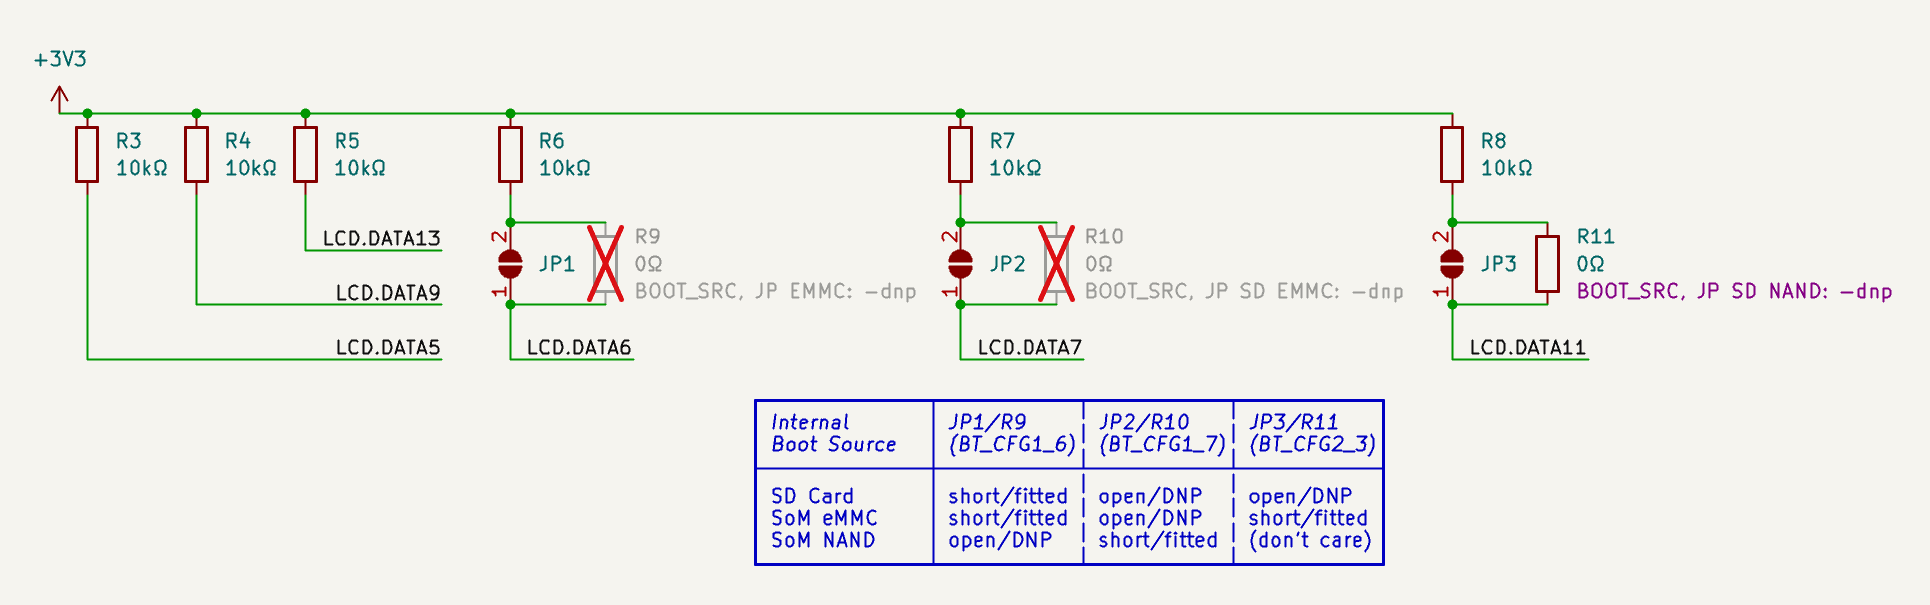 +3V3
R3
10kΩ
R4
10kΩ
R5
10kΩ
R6
10kΩ
R7
10kΩ
R8
10kΩ
LCD.DATA13
LCD.DATA9
LCD.DATA5
2
JP1
1
R9
0Ω
BOOT_SRC, JP EMMC: -dnp
LCD.DATA6
2
JP2
1
R10
0Ω
BOOT_SRC, JP SD EMMC: -dnp
LCD.DATA7
2
JP3
1
R11
0Ω
BOOT_SRC, JP SD NAND: -dnp
LCD.DATA11
Internal
Boot Source
JP1/R9
(BT_CFG1_6)
JP2/R10
(BT_CFG1_7)
JP3/R11
(BT_CFG2_3)
SD Card short/fitted open/DNP open/DNP
SoM eMMC short/fitted open/DNP short/fitted
SoM NAND open/DNP short/fitted (don't care)